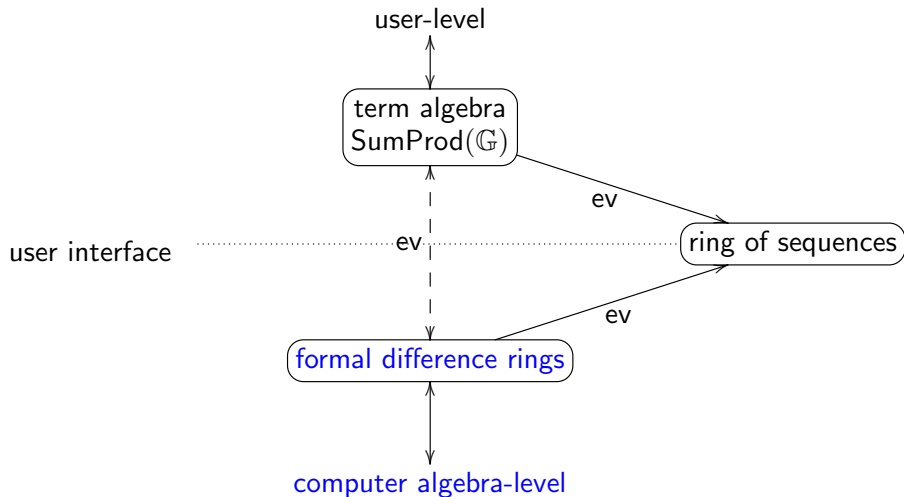 user-level
term algebra
SumProd(𝔾)
ev
user interface
ev
ring of sequences
ev
formal difference rings
computer algebra-level